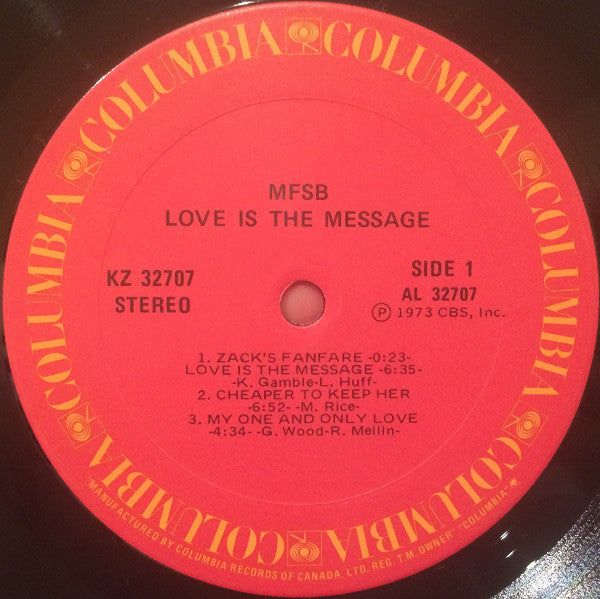 COLUMBIA COLUMBIA COLUMBIA COLUMBIA COLUMBIA COLUMBIA COLUMBIA
MFSB
LOVE IS THE MESSAGE
KZ 32707
STEREO
SIDE 1
AL 32707
Ⓟ 1973 CBS, Inc.
1. ZACK'S FANFARE -0:23-
LOVE IS THE MESSAGE -6:35-
-K. Gamble-L. Huff-
2. CHEAPER TO KEEP HER
-6:52- -M. Rice-
3. MY ONE AND ONLY LOVE
-4:34- -G. Wood-R. Mellin-
"MANUFACTURED BY COLUMBIA RECORDS OF CANADA, LTD. REG. T.M. OWNER" "COLUMBIA".